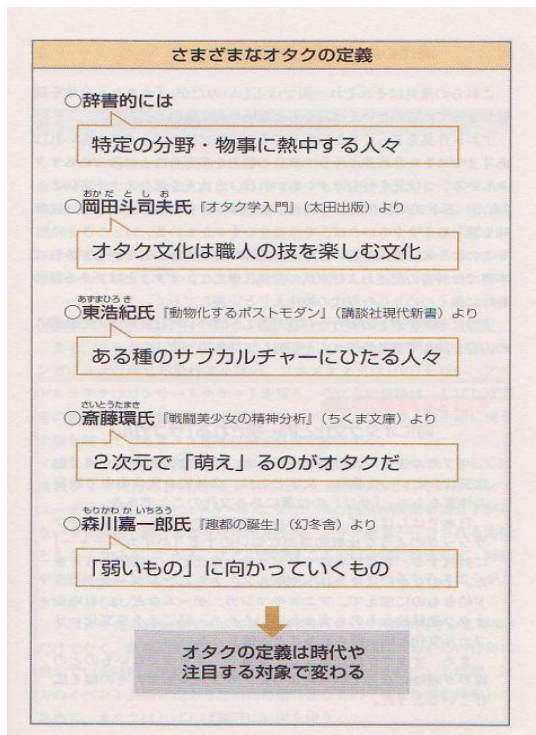 さまざまなオタクの定義
○辞書的には
特定の分野・物事に熱中する人々
おかだとしお
○岡田斗司夫氏『オタク学入門』(太田出版)より
オタク文化は職人の技を楽しむ文化
あずまひろき
○東浩紀氏『動物化するポストモダン』(講談社現代新書)より
ある種のサブカルチャーにひたる人々
さいとうたまき
○斎藤環氏『戦闘美少女の精神分析』(ちくま文庫)より
2次元で「萌え」るのがオタクだ
もりかわかいちろう
○森川嘉一郎氏『趣都の誕生』(幻冬舎)より
「弱いもの」に向かっていくもの
オタクの定義は時代や
注目する対象で変わる